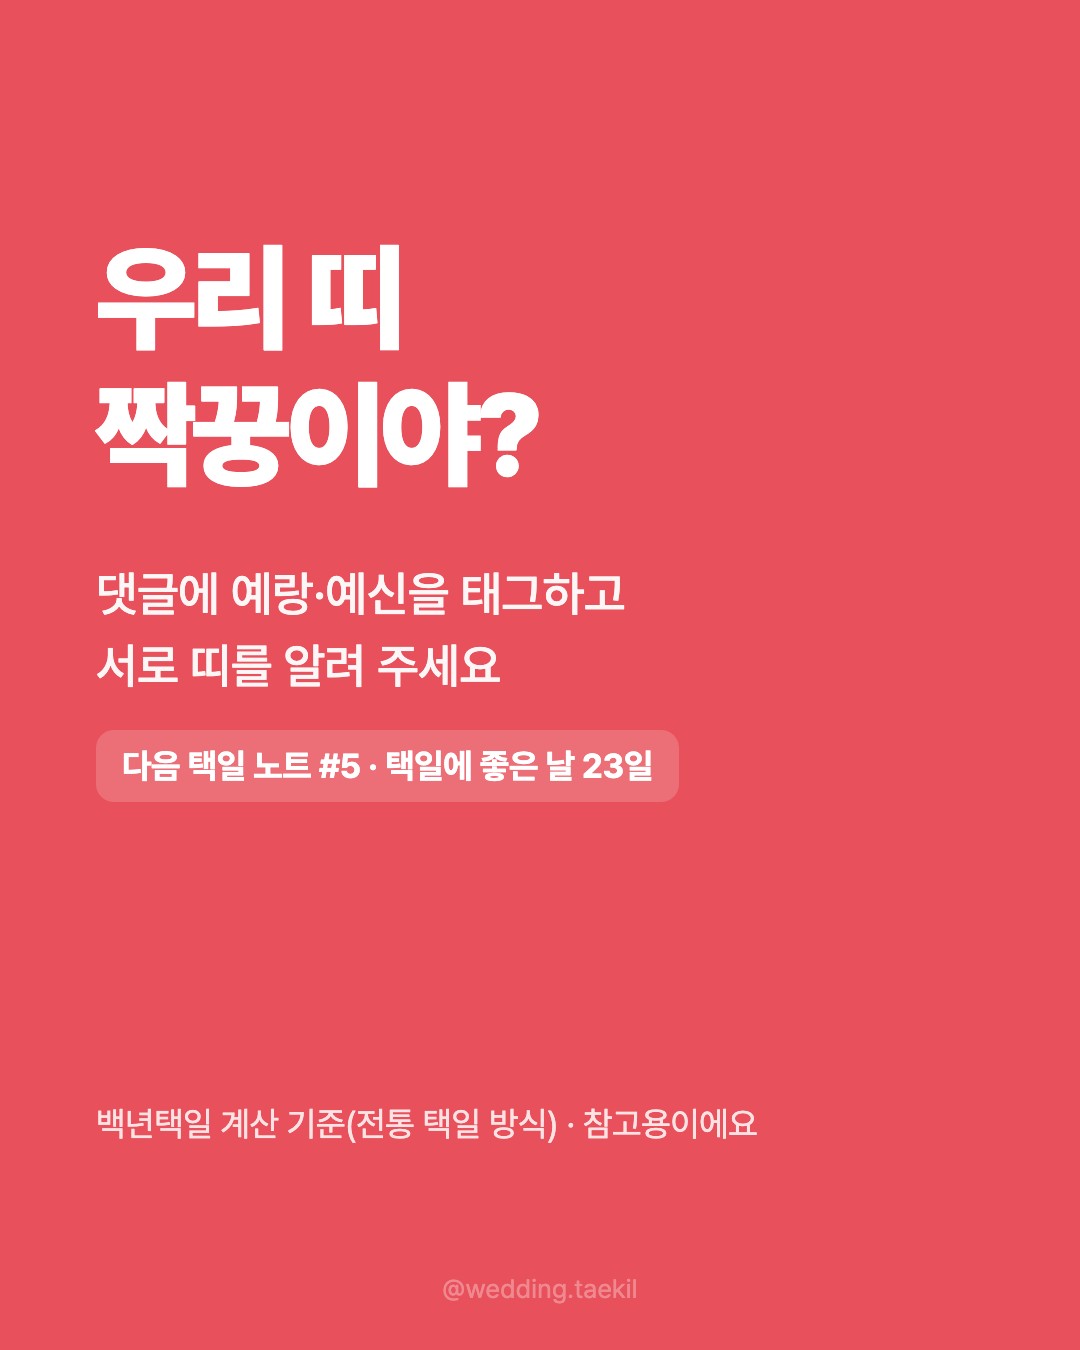 우리 띠
짝꿍이야?
댓글에 예랑·예신을 태그하고
서로 띠를 알려 주세요
다음 택일 노트 #5 · 택일에 좋은 날 23일
백년택일 계산 기준(전통 택일 방식) · 참고용이에요
@wedding.taekil